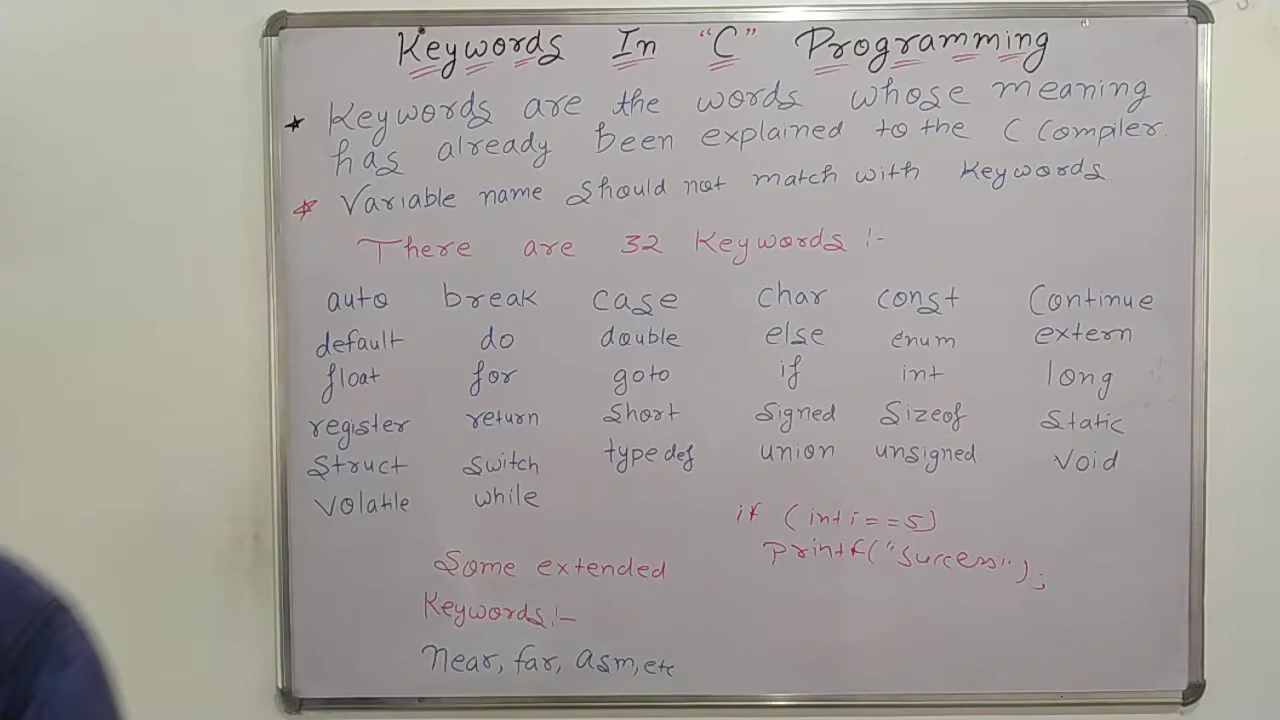 Keywords In "C" Programming
* Keywords are the words whose meaning
has already been explained to the C Compiler.
* Variable name should not match with Keywords.
There are 32 Keywords :-
auto break case char const Continue
default do double else enum extern
float for goto if int long
register return short signed sizeof static
struct switch typedef union unsigned void
volatile while
if (int i == 5)
printf("Success");
Some extended
Keywords:-
Near, far, asm, etc